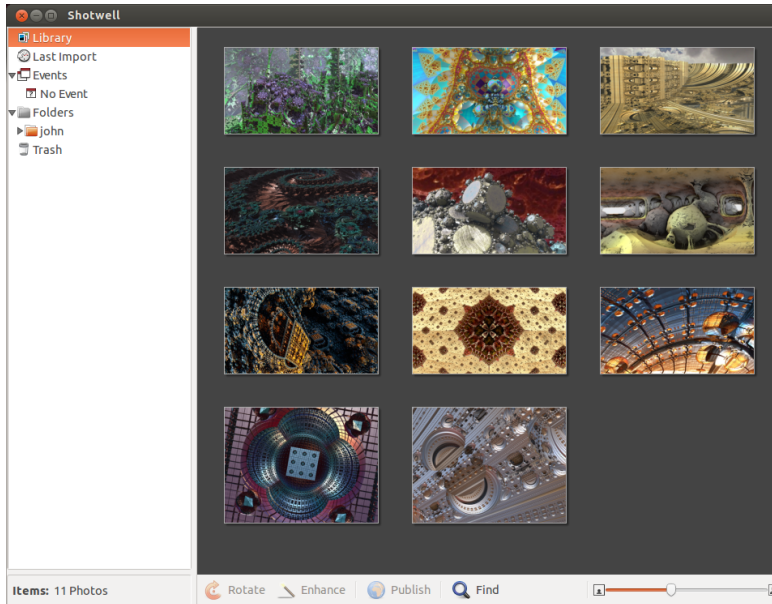 Shotwell
Library
Last Import
Events
No Event
Folders
john
Trash
Items: 11 Photos
Rotate
Enhance
Publish
Find